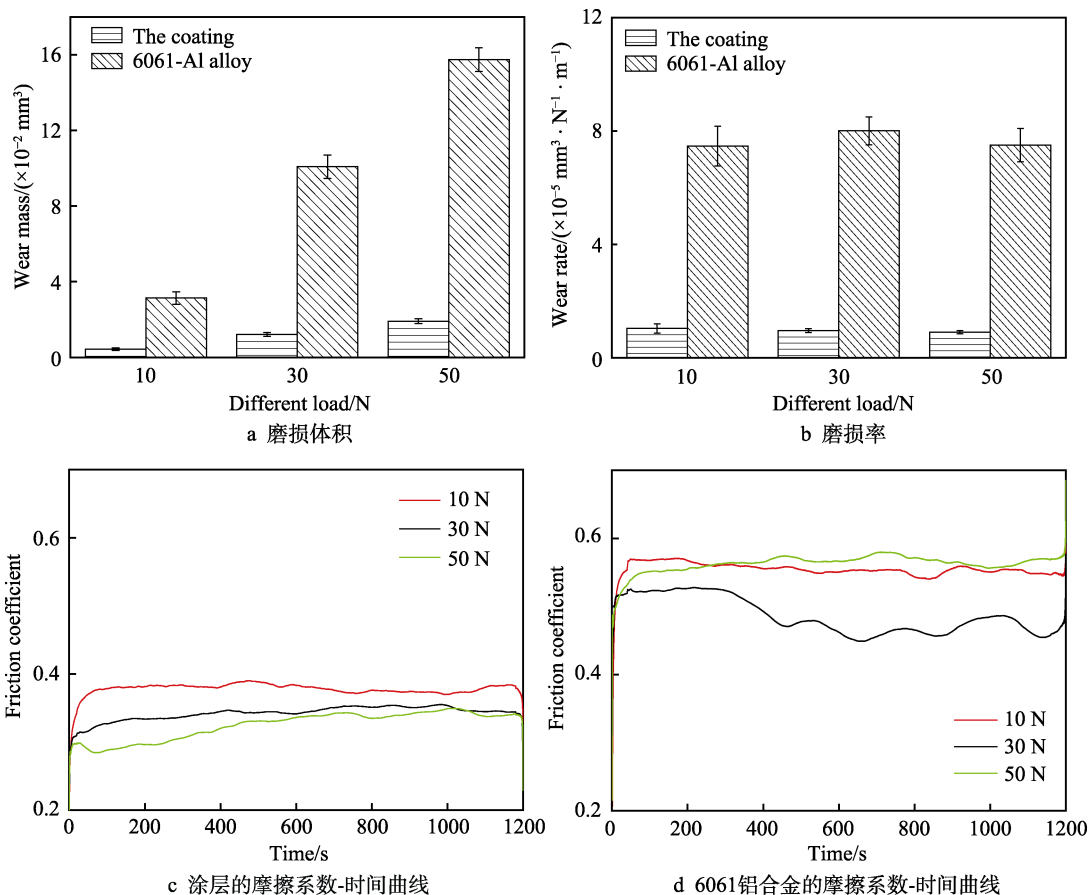 The coating
6061-Al alloy
Wear mass/(×10⁻² mm³)
16
12
8
4
0
10 30 50
Different load/N
a 磨损体积
The coating
6061-Al alloy
Wear rate/(×10⁻⁵ mm³·N⁻¹·m⁻¹)
12
8
4
0
10 30 50
Different load/N
b 磨损率
10 N
30 N
50 N
Friction coefficient
0.6
0.4
0.2
0 200 400 600 800 1000 1200
Time/s
c 涂层的摩擦系数-时间曲线
Friction coefficient
0.6
0.4
0.2
10 N
30 N
50 N
0 200 400 600 800 1000 1200
Time/s
d 6061铝合金的摩擦系数-时间曲线